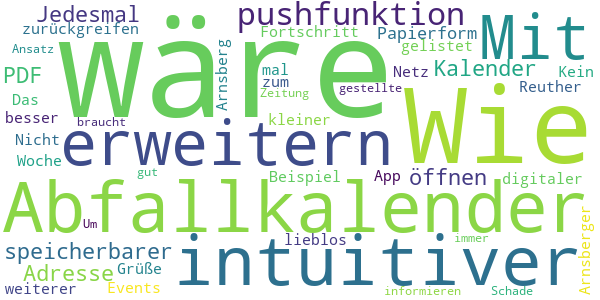 Jedesmal pushfunktion Mit
zurückgreifen Fortschritt Papierform
Ansatz wäre gelistet
PDF Arnsberg mal Netz Kalender Kein
Das zum gestellte Reuther
besser braucht Zeitung Wie
Nicht erweitern kleiner
Woche gut Beispiel App öffnen digitaler
Abfallkalender
Um
speicherbarer lieblos immer Arnsberger
Adresse Grüße intuitiver
weiterer Events informieren Schade